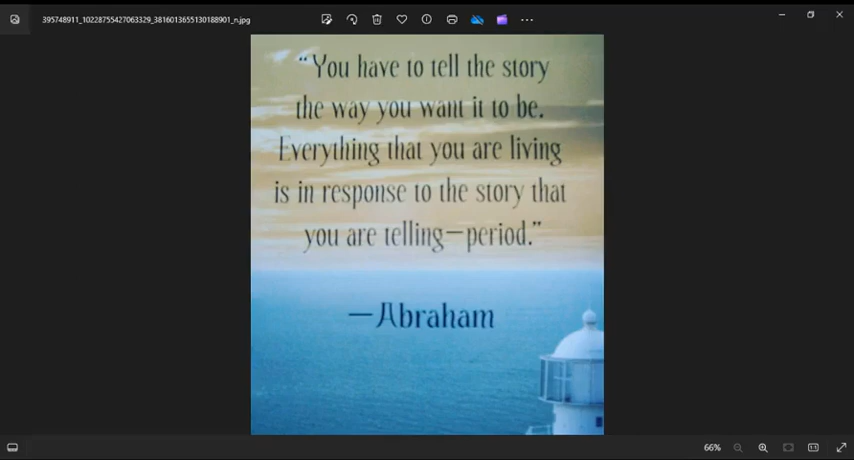 395748911_10228755427063329_3816013655130188901_n.jpg
“You have to tell the story
the way you want it to be.
Everything that you are living
is in response to the story that
you are telling—period.”
—Abraham
66%